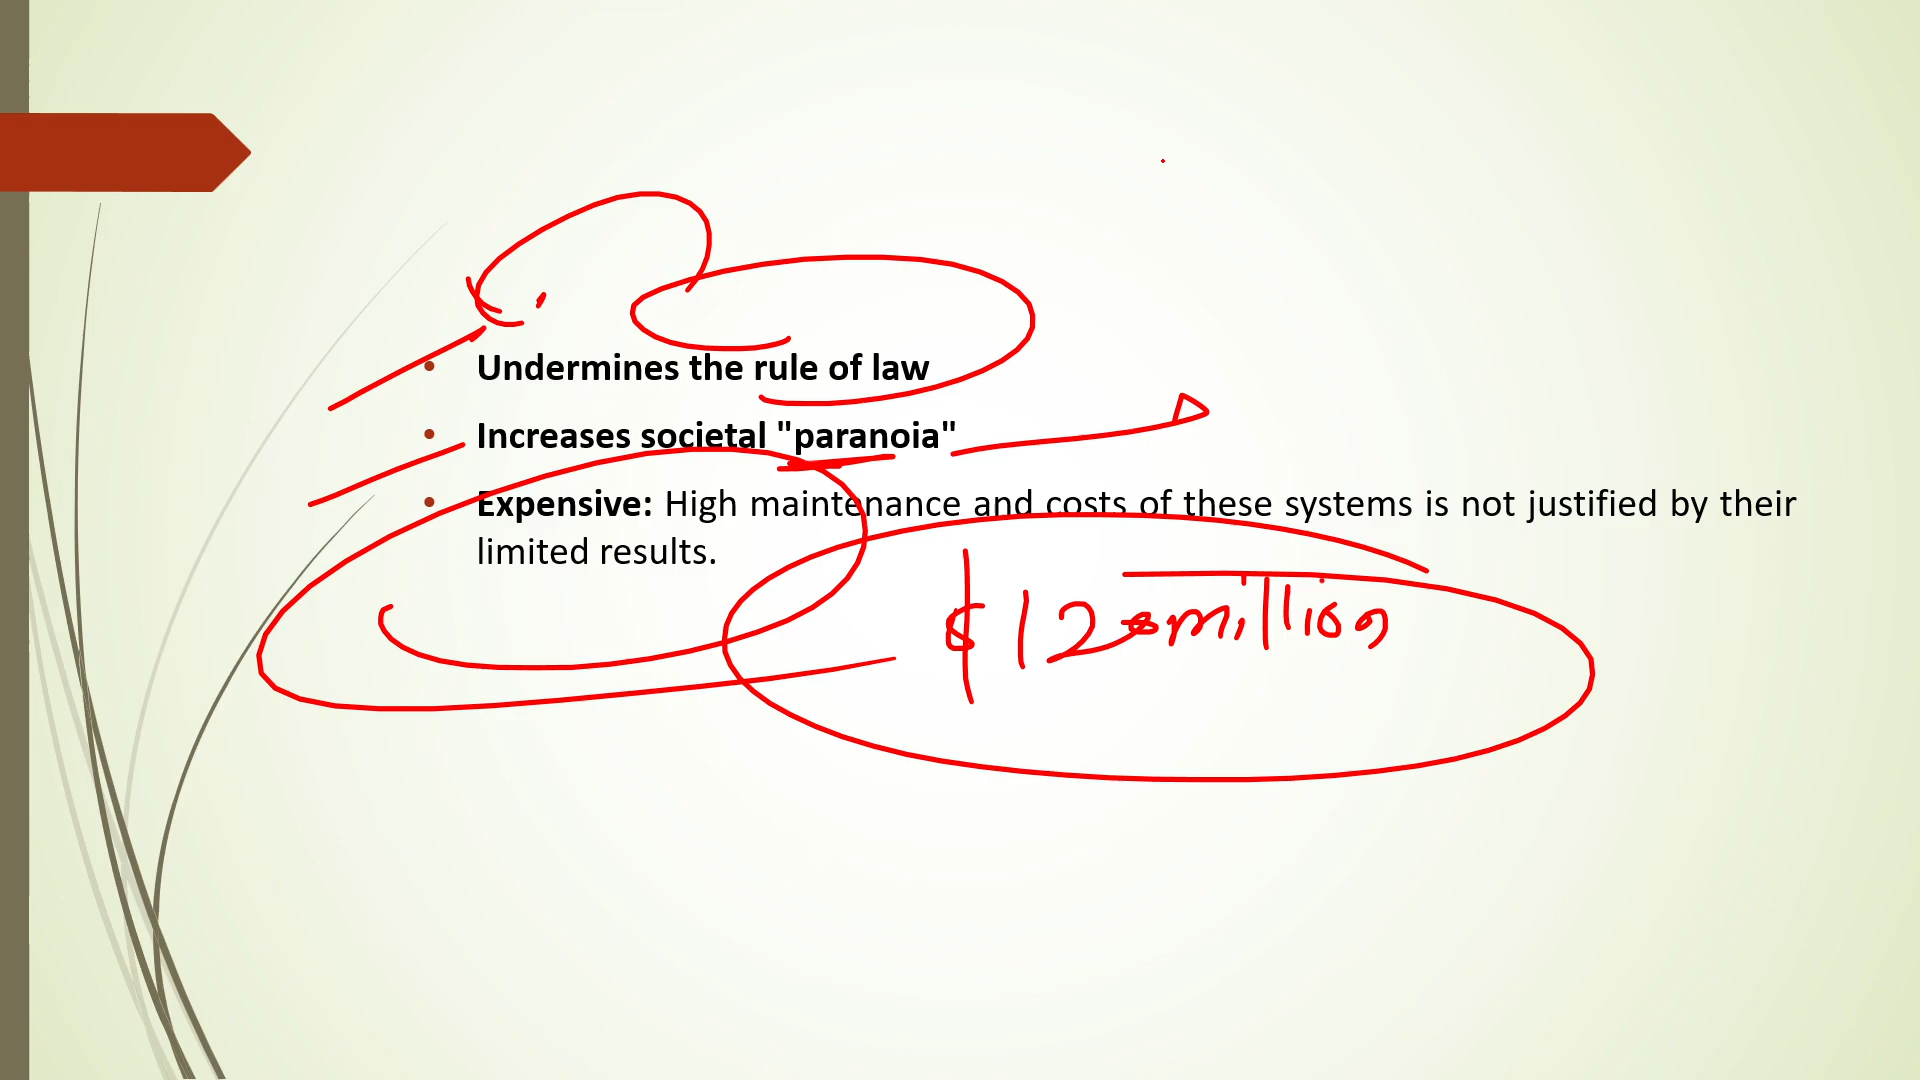 • Undermines the rule of law
• Increases societal "paranoia"
• Expensive: High maintenance and costs of these systems is not justified by their
limited results.
$120 million